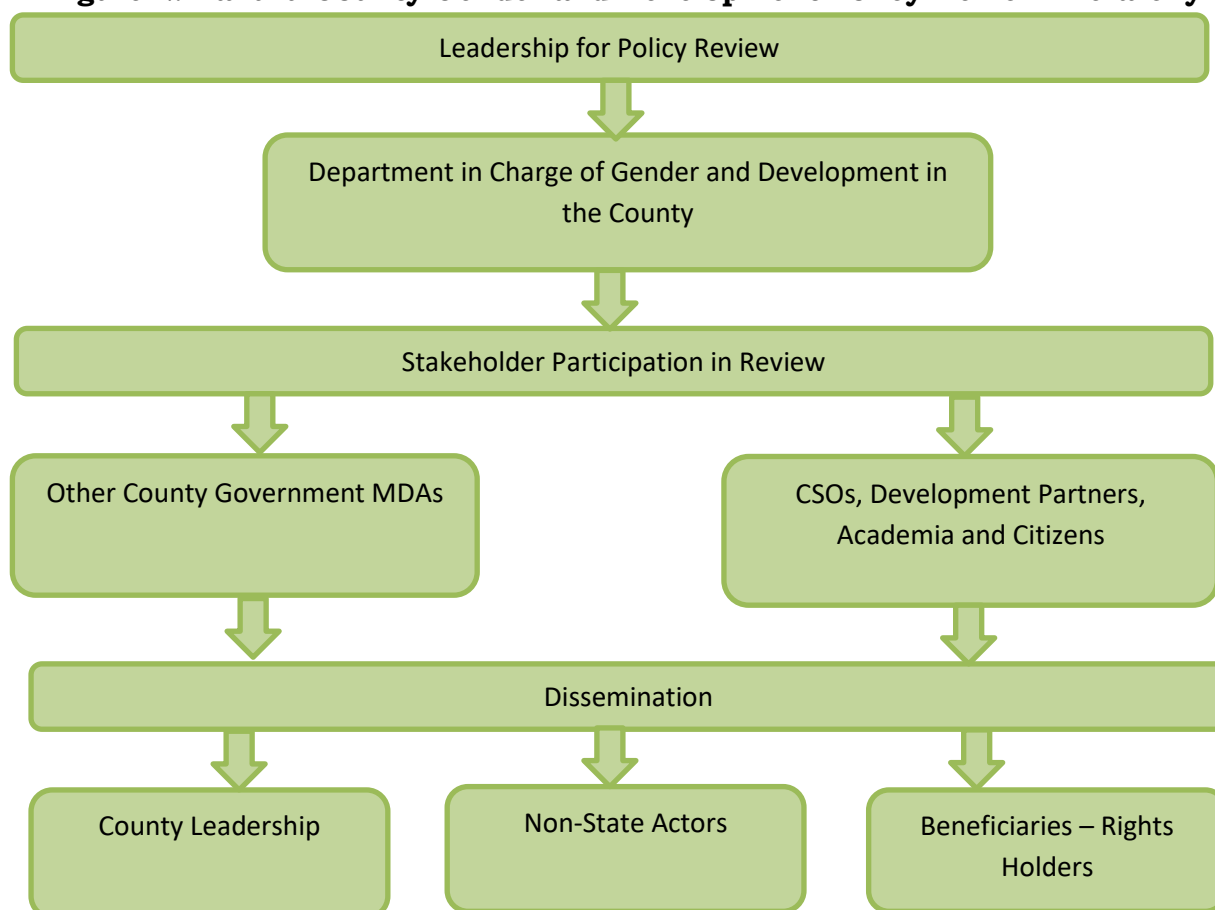 Leadership for Policy Review
Department in Charge of Gender and Development in
the County
Stakeholder Participation in Review
Other County Government MDAs
CSOs, Development Partners,
Academia and Citizens
Dissemination
County Leadership
Non-State Actors
Beneficiaries – Rights
Holders